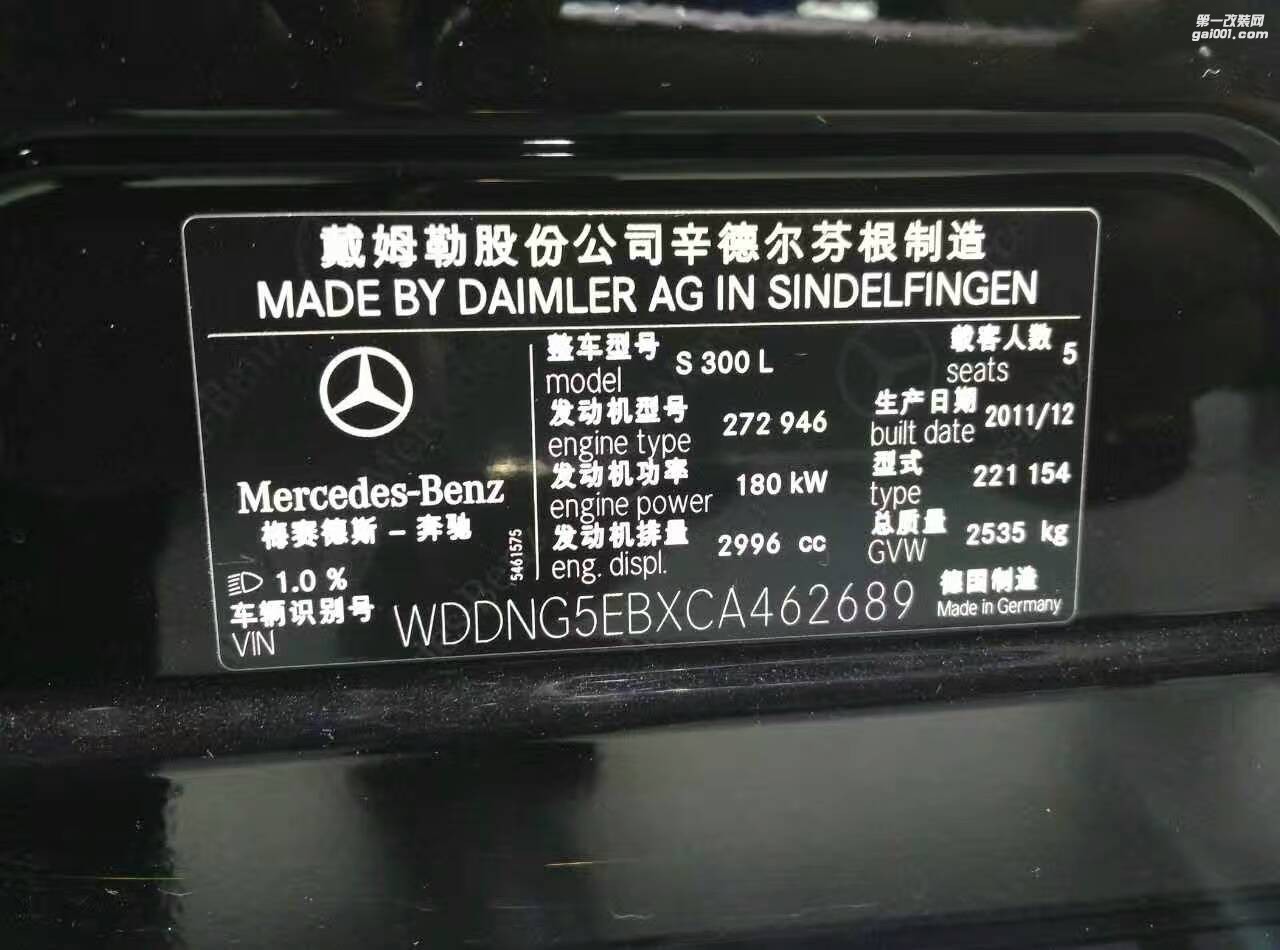 第一改装网
gai001.com
戴姆勒股份公司辛德尔芬根制造
MADE BY DAIMLER AG IN SINDELFINGEN
Mercedes-Benz
梅赛德斯-奔驰
1.0 %
5461575
整车型号
model S 300 L
载客人数
seats 5
发动机型号
engine type 272 946
生产日期
built date 2011/12
发动机功率
engine power 180 kW
型式
type 221 154
发动机排量
eng. displ. 2996 cc
总质量
GVW 2535 kg
车辆识别号
VIN WDDNG5EBXCA462689
德国制造
Made in Germany